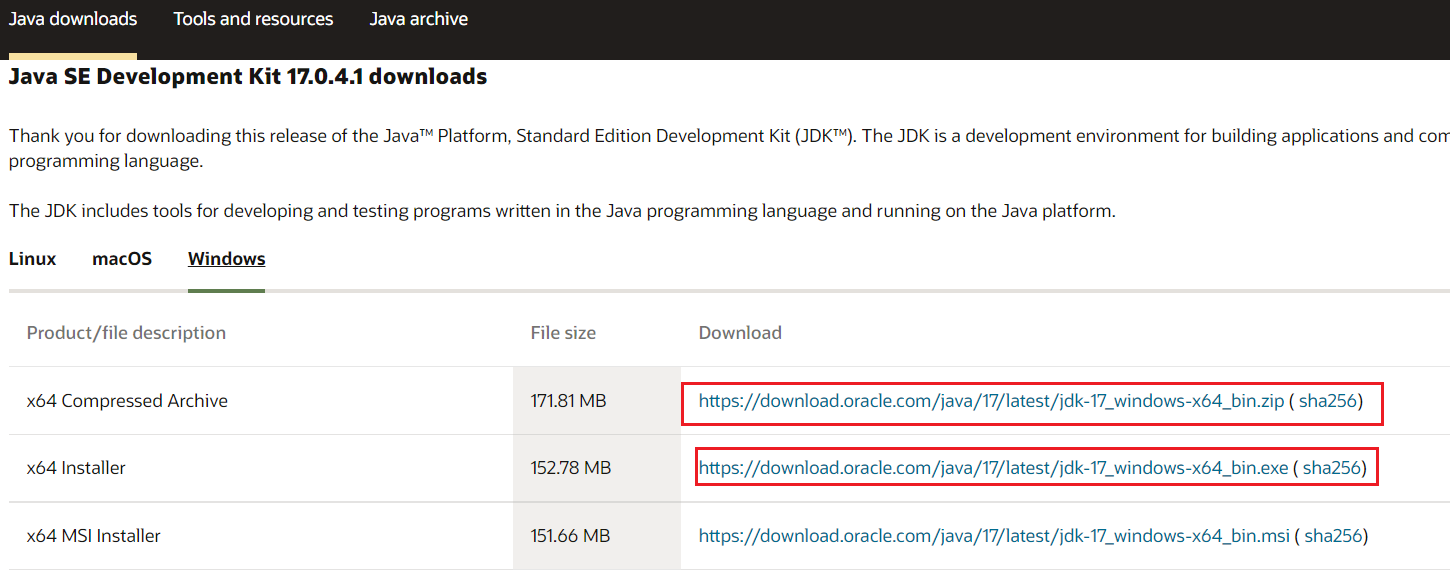 Java downloads Tools and resources Java archive
Java SE Development Kit 17.0.4.1 downloads
Thank you for downloading this release of the Java™ Platform, Standard Edition Development Kit (JDK™). The JDK is a development environment for building applications and com
programming language.
The JDK includes tools for developing and testing programs written in the Java programming language and running on the Java platform.
Linux macOS Windows
Product/file description File size Download
x64 Compressed Archive 171.81 MB https://download.oracle.com/java/17/latest/jdk-17_windows-x64_bin.zip ( sha256)
x64 Installer 152.78 MB https://download.oracle.com/java/17/latest/jdk-17_windows-x64_bin.exe ( sha256)
x64 MSI Installer 151.66 MB https://download.oracle.com/java/17/latest/jdk-17_windows-x64_bin.msi ( sha256)